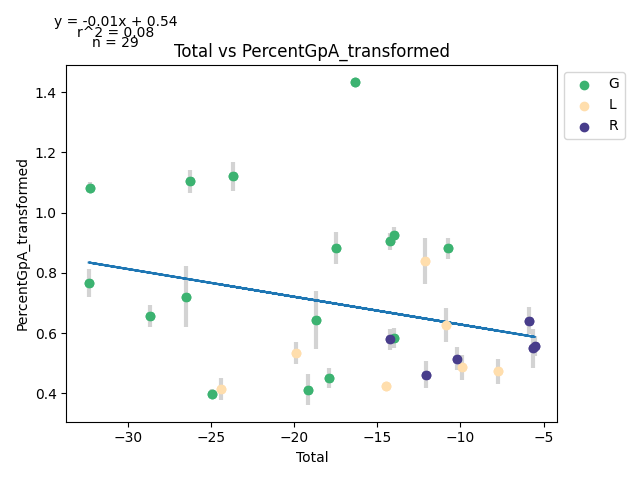 y = -0.01x + 0.54
r^2 = 0.08
n = 29
Total vs PercentGpA_transformed
1.4
1.2
1.0
0.8
0.6
0.4
PercentGpA_transformed
−30
−25
−20
−15
−10
−5
Total
G
L
R